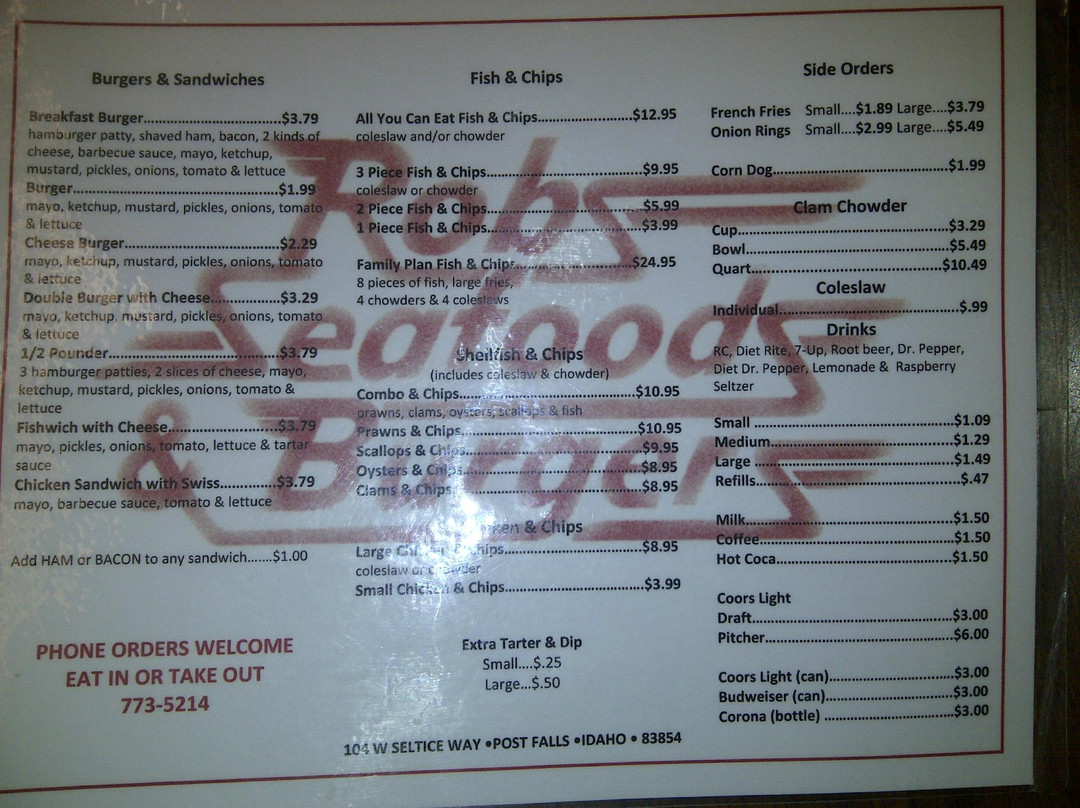 Robs
Seafoods
& Burgers
Burgers & Sandwiches
Breakfast Burger....................................$3.79
hamburger patty, shaved ham, bacon, 2 kinds of
cheese, barbecue sauce, mayo, ketchup,
mustard, pickles, onions, tomato & lettuce
Burger.....................................................$1.99
mayo, ketchup, mustard, pickles, onions, tomato
& lettuce
Cheese Burger........................................$2.29
mayo, ketchup, mustard, pickles, onions, tomato
& lettuce
Double Burger with Cheese..................$3.29
mayo, ketchup, mustard, pickles, onions, tomato
& lettuce
1/2 Pounder............................................$3.79
3 hamburger patties, 2 slices of cheese, mayo,
ketchup, mustard, pickles, onions, tomato &
lettuce
Fishwich with Cheese............................$3.79
mayo, pickles, onions, tomato, lettuce & tartar
sauce
Chicken Sandwich with Swiss................$3.79
mayo, barbecue sauce, tomato & lettuce
Add HAM or BACON to any sandwich.......$1.00
PHONE ORDERS WELCOME
EAT IN OR TAKE OUT
773-5214
Fish & Chips
All You Can Eat Fish & Chips........................$12.95
coleslaw and/or chowder
3 Piece Fish & Chips........................................$9.95
coleslaw or chowder
2 Piece Fish & Chips........................................$5.99
1 Piece Fish & Chips........................................$3.99
Family Plan Fish & Chips..............................$24.95
8 pieces of fish, large fries,
4 chowders & 4 coleslaws
Shellfish & Chips
(includes coleslaw & chowder)
Combo & Chips..............................................$10.95
prawns, clams, oysters, scallops & fish
Prawns & Chips..............................................$10.95
Scallops & Chips..............................................$9.95
Oysters & Chips...............................................$8.95
Clams & Chips.................................................$8.95
Chicken & Chips
Large Chicken & Chips....................................$8.95
coleslaw or chowder
Small Chicken & Chips....................................$3.99
Extra Tarter & Dip
Small....$.25
Large...$.50
104 W SELTICE WAY •POST FALLS •IDAHO • 83854
Side Orders
French Fries Small....$1.89 Large....$3.79
Onion Rings Small....$2.99 Large....$5.49
Corn Dog............................................$1.99
Clam Chowder
Cup......................................................$3.29
Bowl....................................................$5.49
Quart.................................................$10.49
Coleslaw
Individual..............................................$.99
Drinks
RC, Diet Rite, 7-Up, Root beer, Dr. Pepper,
Diet Dr. Pepper, Lemonade & Raspberry
Seltzer
Small ...................................................$1.09
Medium...............................................$1.29
Large ...................................................$1.49
Refills.....................................................$.47
Milk......................................................$1.50
Coffee..................................................$1.50
Hot Coca..............................................$1.50
Coors Light
Draft.....................................................$3.00
Pitcher..................................................$6.00
Coors Light (can)................................$3.00
Budweiser (can)..................................$3.00
Corona (bottle) ..................................$3.00